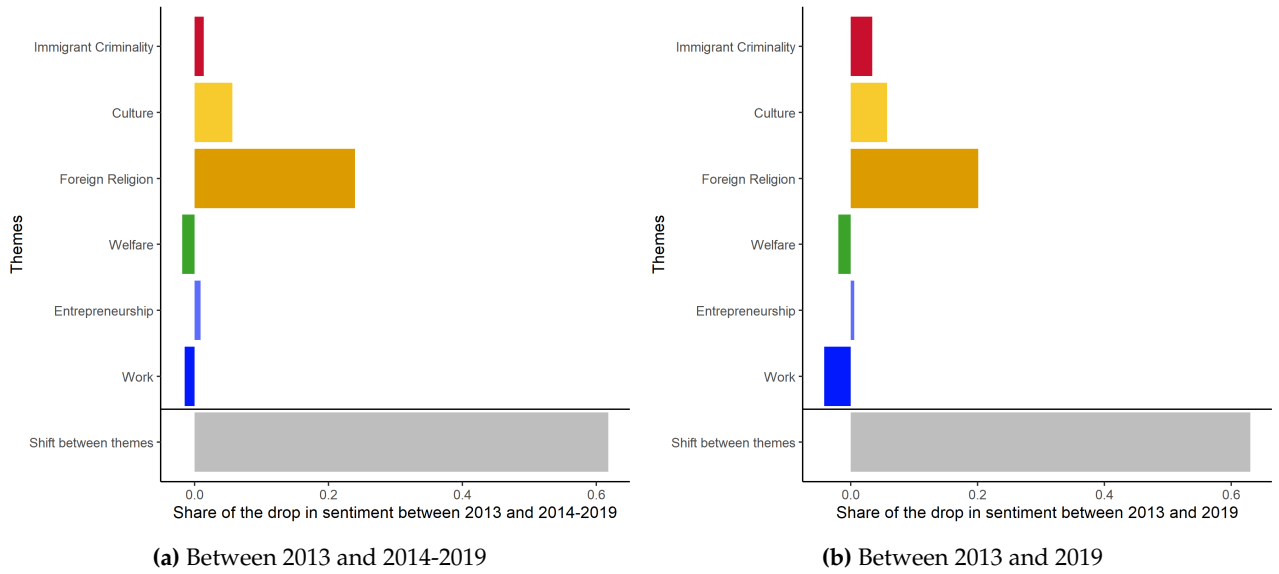 Themes
Immigrant Criminality
Culture
Foreign Religion
Welfare
Entrepreneurship
Work
Shift between themes
0.0 0.2 0.4 0.6
Share of the drop in sentiment between 2013 and 2014-2019
(a) Between 2013 and 2014-2019
Themes
Immigrant Criminality
Culture
Foreign Religion
Welfare
Entrepreneurship
Work
Shift between themes
0.0 0.2 0.4 0.6
Share of the drop in sentiment between 2013 and 2019
(b) Between 2013 and 2019